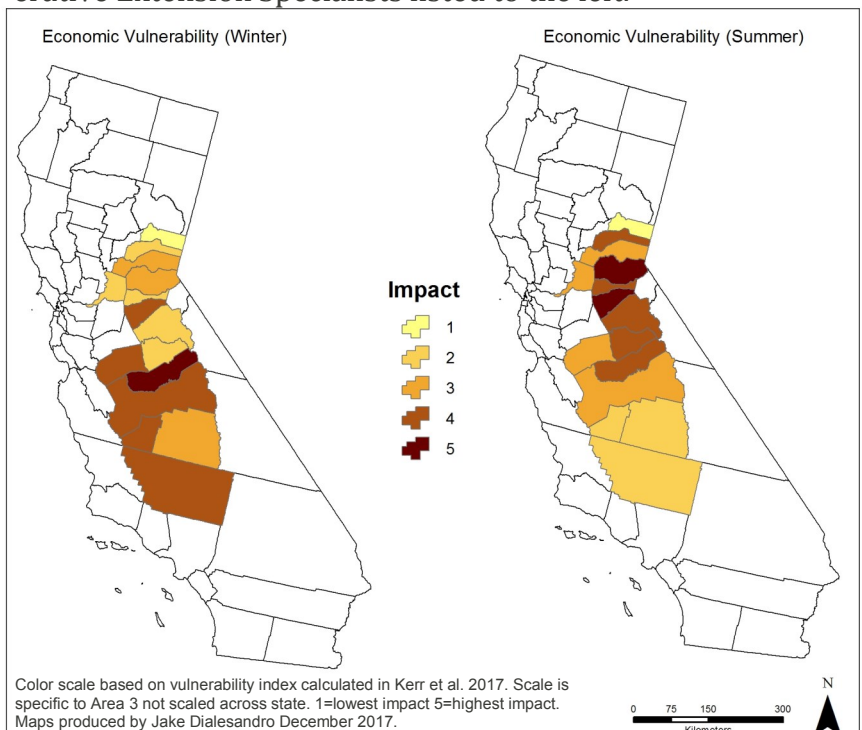 Economic Vulnerability (Winter)
Economic Vulnerability (Summer)
Impact
1
2
3
4
5
Color scale based on vulnerability index calculated in Kerr et al. 2017. Scale is
specific to Area 3 not scaled across state. 1=lowest impact 5=highest impact.
Maps produced by Jake Dialesandro December 2017.
0 75 150 300
Kilometers
N